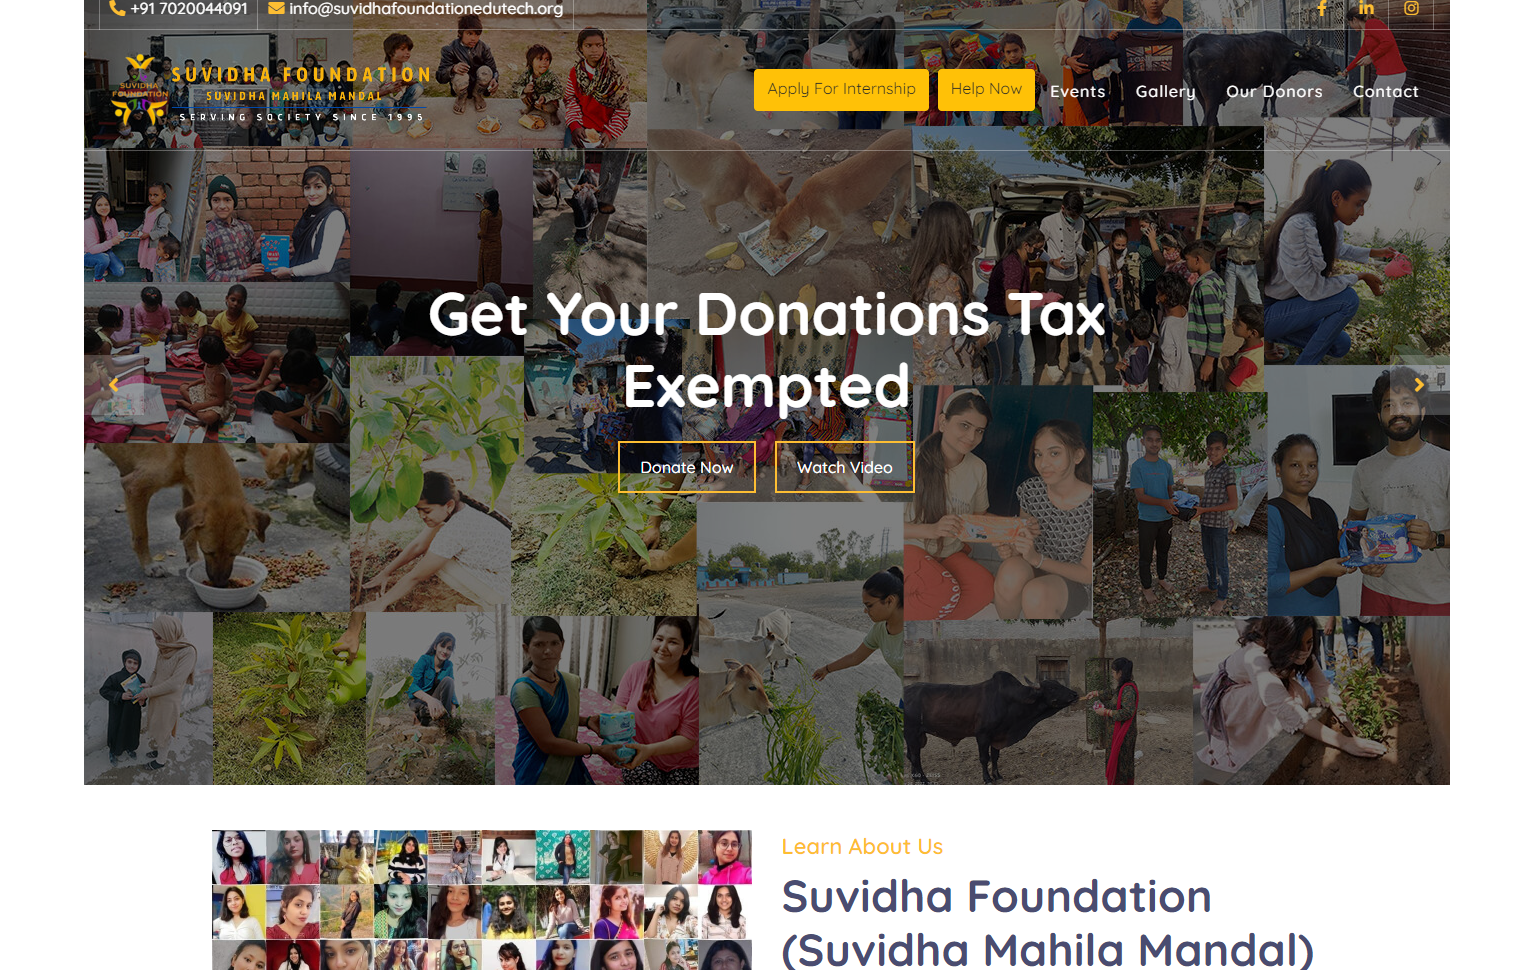 +91 7020044091
info@suvidhafoundationedutech.org
SUVIDHA
FOUNDATION
SUVIDHA FOUNDATION
SUVIDHA MAHILA MANDAL
SERVING SOCIETY SINCE 1995
Apply For Internship
Help Now
Events
Gallery
Our Donors
Contact
Get Your Donations Tax
Exempted
Donate Now
Watch Video
Learn About Us
Suvidha Foundation
(Suvidha Mahila Mandal)